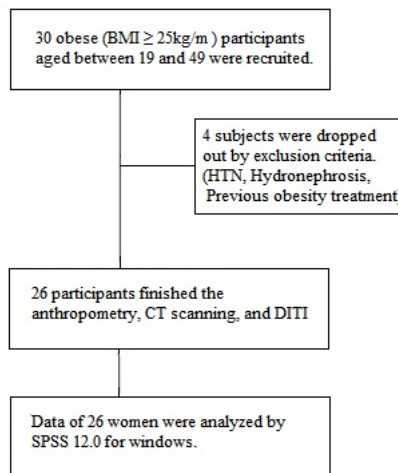 30 obese (BMI ≥ 25kg/m ) participants
aged between 19 and 49 were recruited.
4 subjects were dropped
out by exclusion criteria.
(HTN, Hydronephrosis,
Previous obesity treatment)
26 participants finished the
anthropometry, CT scanning, and DITI
Data of 26 women were analyzed by
SPSS 12.0 for windows.